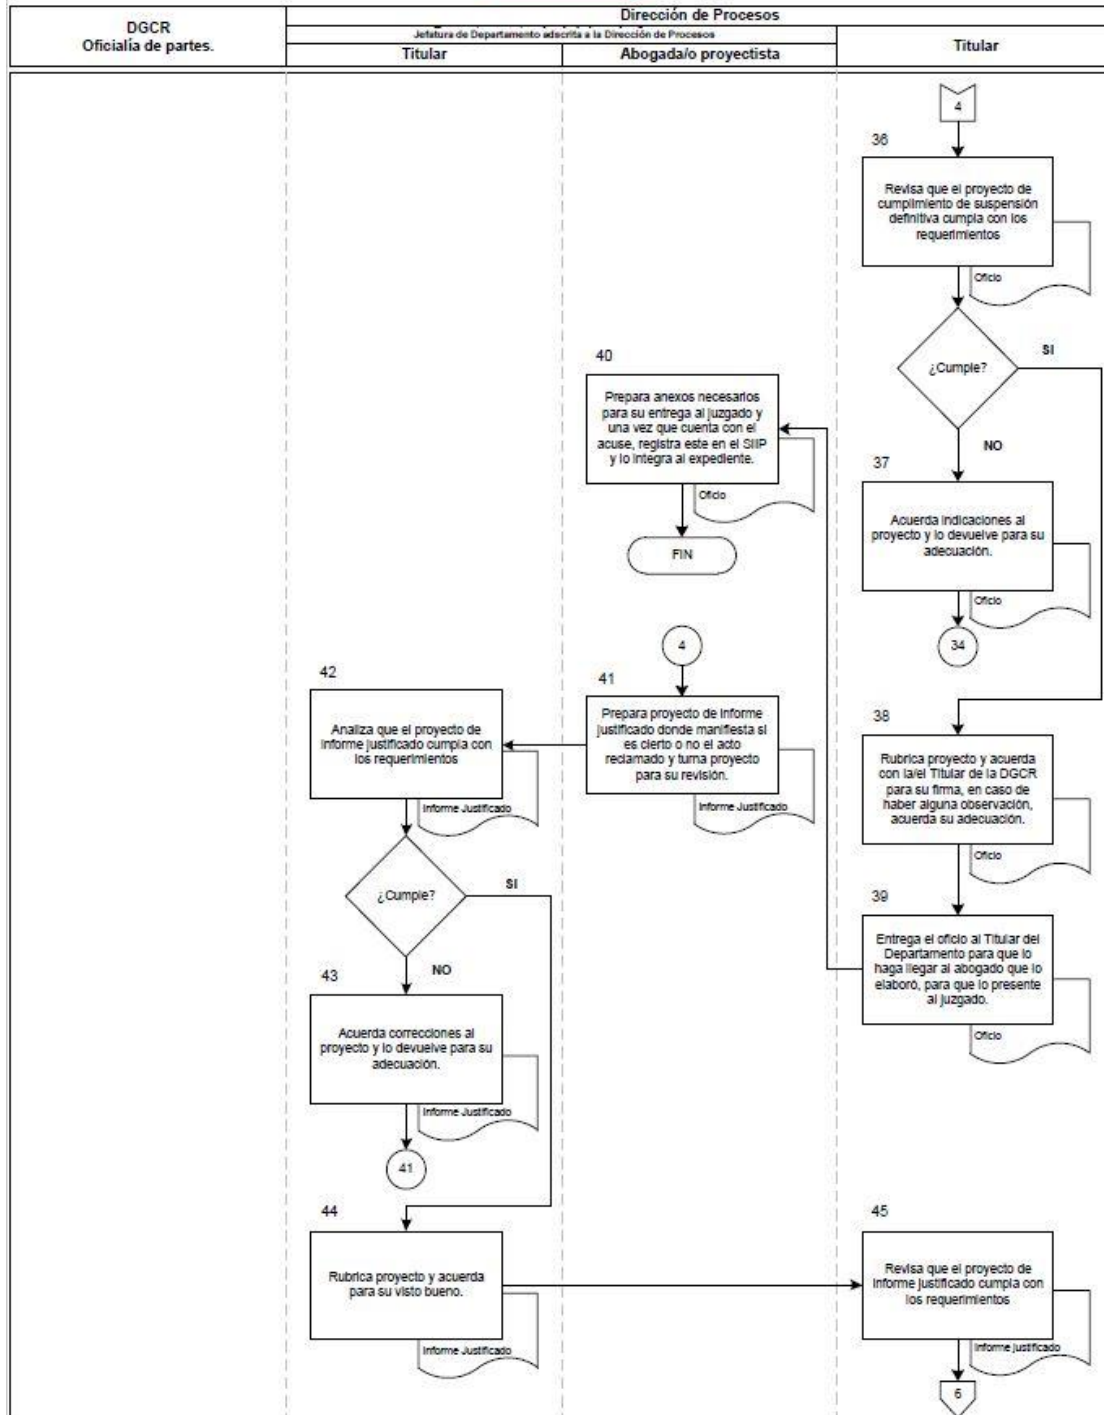 DGCR
Oficialía de partes.
Dirección de Procesos
Jefatura de Departamento adscrita a la Dirección de Procesos
Titular
Abogada/o proyectista
Titular
4
36
Revisa que el proyecto de
cumplimiento de suspensión
definitiva cumpla con los
requerimientos
Oficio
¿Cumple?
SI
NO
37
Acuerda indicaciones al
proyecto y lo devuelve para su
adecuación.
Oficio
34
38
Rubrica proyecto y acuerda
con la/el Titular de la DGCR
para su firma, en caso de
haber alguna observación,
acuerda su adecuación.
Oficio
39
Entrega el oficio al Titular del
Departamento para que lo
haga llegar al abogado que lo
elaboró, para que lo presente
al juzgado.
Oficio
40
Prepara anexos necesarios
para su entrega al juzgado y
una vez que cuenta con el
acuse, registra este en el SIIP
y lo integra al expediente.
Oficio
FIN
4
41
Prepara proyecto de informe
justificado donde manifiesta si
es cierto o no el acto
reclamado y turna proyecto
para su revisión.
Informe Justificado
42
Analiza que el proyecto de
informe justificado cumpla con
los requerimientos
Informe Justificado
¿Cumple?
SI
NO
43
Acuerda correcciones al
proyecto y lo devuelve para su
adecuación.
Informe Justificado
41
44
Rubrica proyecto y acuerda
para su visto bueno.
Informe Justificado
45
Revisa que el proyecto de
informe justificado cumpla con
los requerimientos
Informe justificado